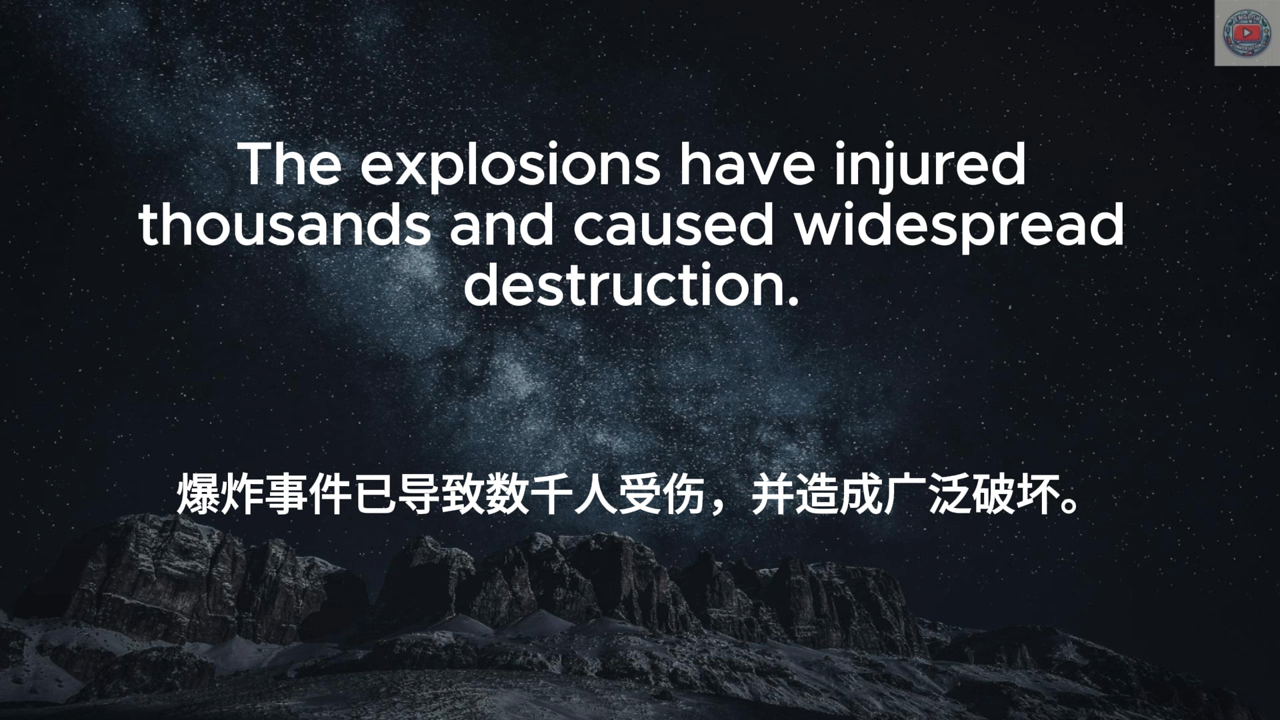 The explosions have injured
thousands and caused widespread
destruction.
爆炸事件已导致数千人受伤，并造成广泛破坏。